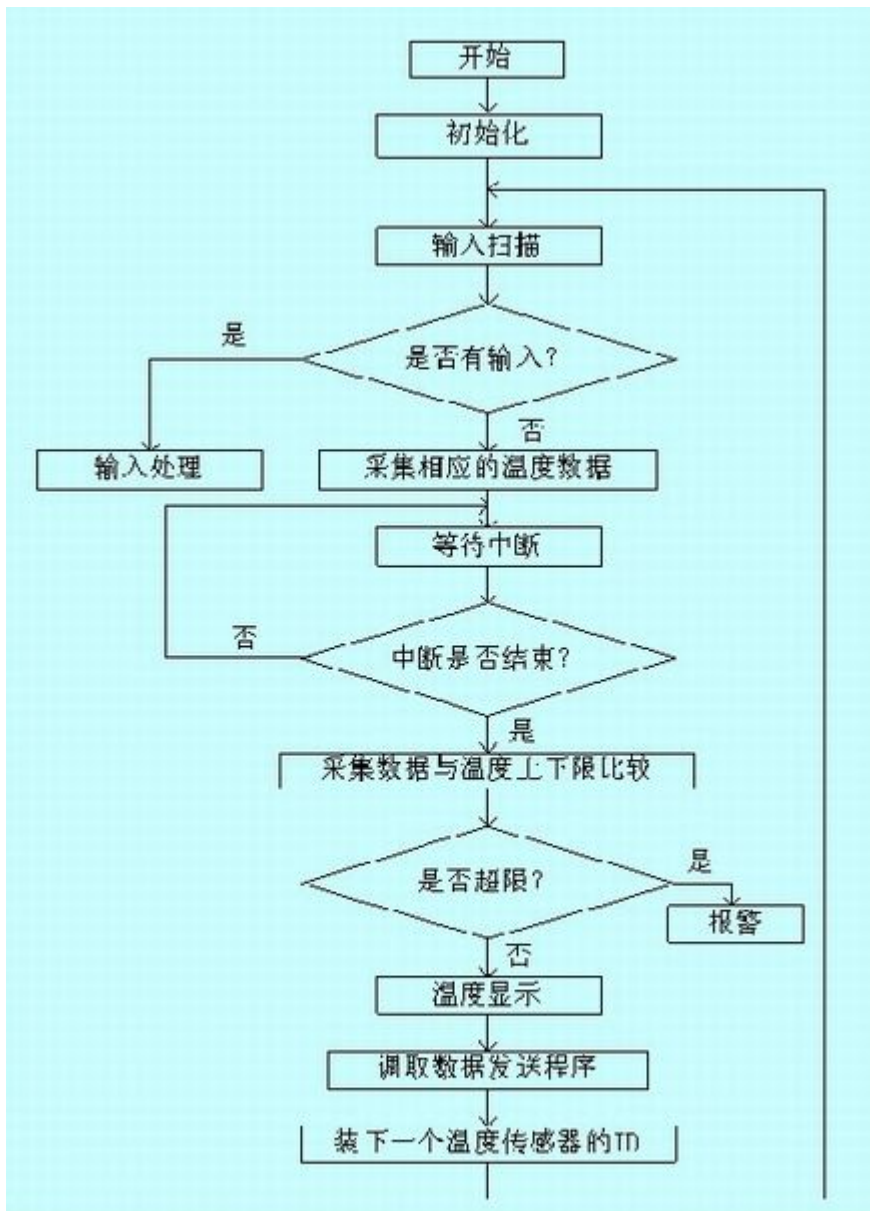 开始
初始化
输入扫描
是
是否有输入？
否
输入处理
采集相应的温度数据
等待中断
否
中断是否结束？
是
采集数据与温度上下限比较
是
是否超限？
报警
否
温度显示
调取数据发送程序
装下一个温度传感器的ID